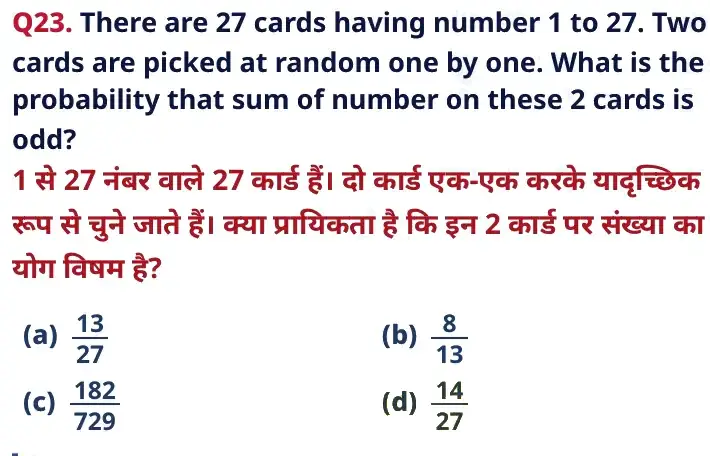 Q23. There are 27 cards having number 1 to 27. Two
cards are picked at random one by one. What is the
probability that sum of number on these 2 cards is
odd?
1 से 27 नंबर वाले 27 कार्ड हैं। दो कार्ड एक-एक करके यादृच्छिक
रूप से चुने जाते हैं। क्या प्रायिकता है कि इन 2 कार्ड पर संख्या का
योग विषम है?
(a) 13/27 (b) 8/13
(c) 182/729 (d) 14/27